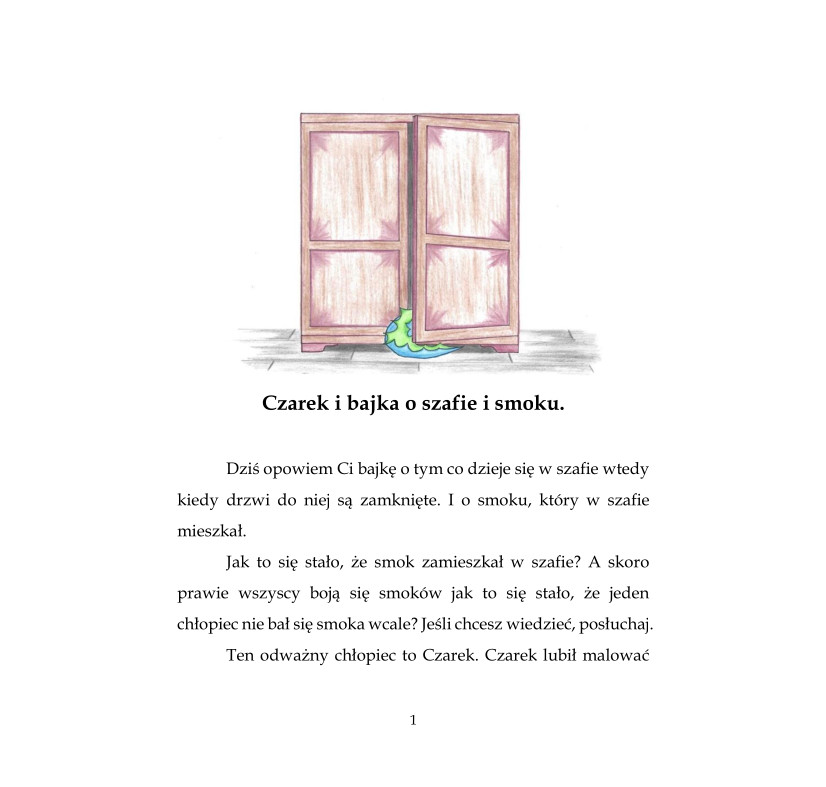 Czarek i bajka o szafie i smoku.
Dziś opowiem Ci bajkę o tym co dzieje się w szafie wtedy
kiedy drzwi do niej są zamknięte. I o smoku, który w szafie
mieszkał.
Jak to się stało, że smok zamieszkał w szafie? A skoro
prawie wszyscy boją się smoków jak to się stało, że jeden
chłopiec nie bał się smoka wcale? Jeśli chcesz wiedzieć, posłuchaj.
Ten odważny chłopiec to Czarek. Czarek lubił malować
1